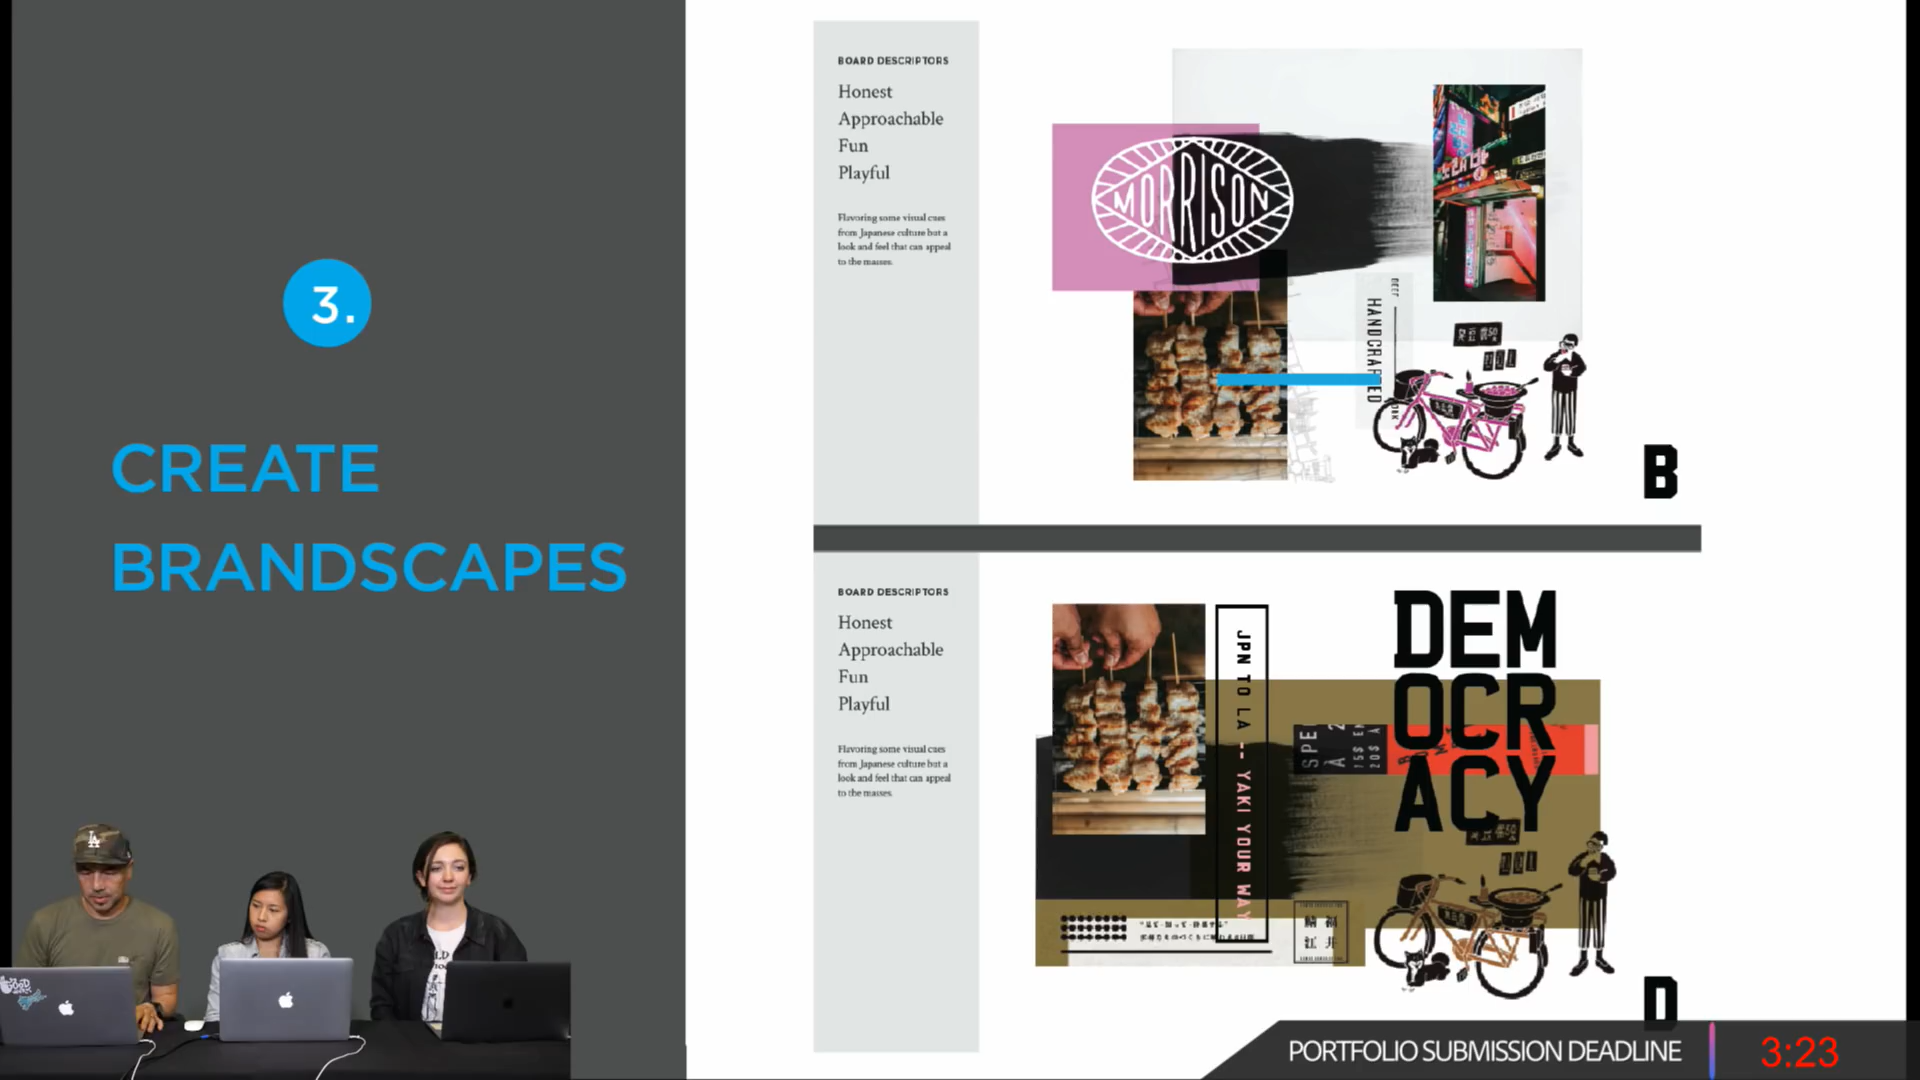 3.
CREATE
BRANDSCAPES
BOARD DESCRIPTORS
Honest
Approachable
Fun
Playful
Flavoring some visual cues
from Japanese culture but a
look and feel that can appeal
to the masses.
MORRISON
BEEF
HANDCRAFTED
B
BOARD DESCRIPTORS
Honest
Approachable
Fun
Playful
Flavoring some visual cues
from Japanese culture but a
look and feel that can appeal
to the masses.
JPN TO LA -- YAKI YOUR WAY
DEM
OCR
ACY
D
LA
PORTFOLIO SUBMISSION DEADLINE
3:23